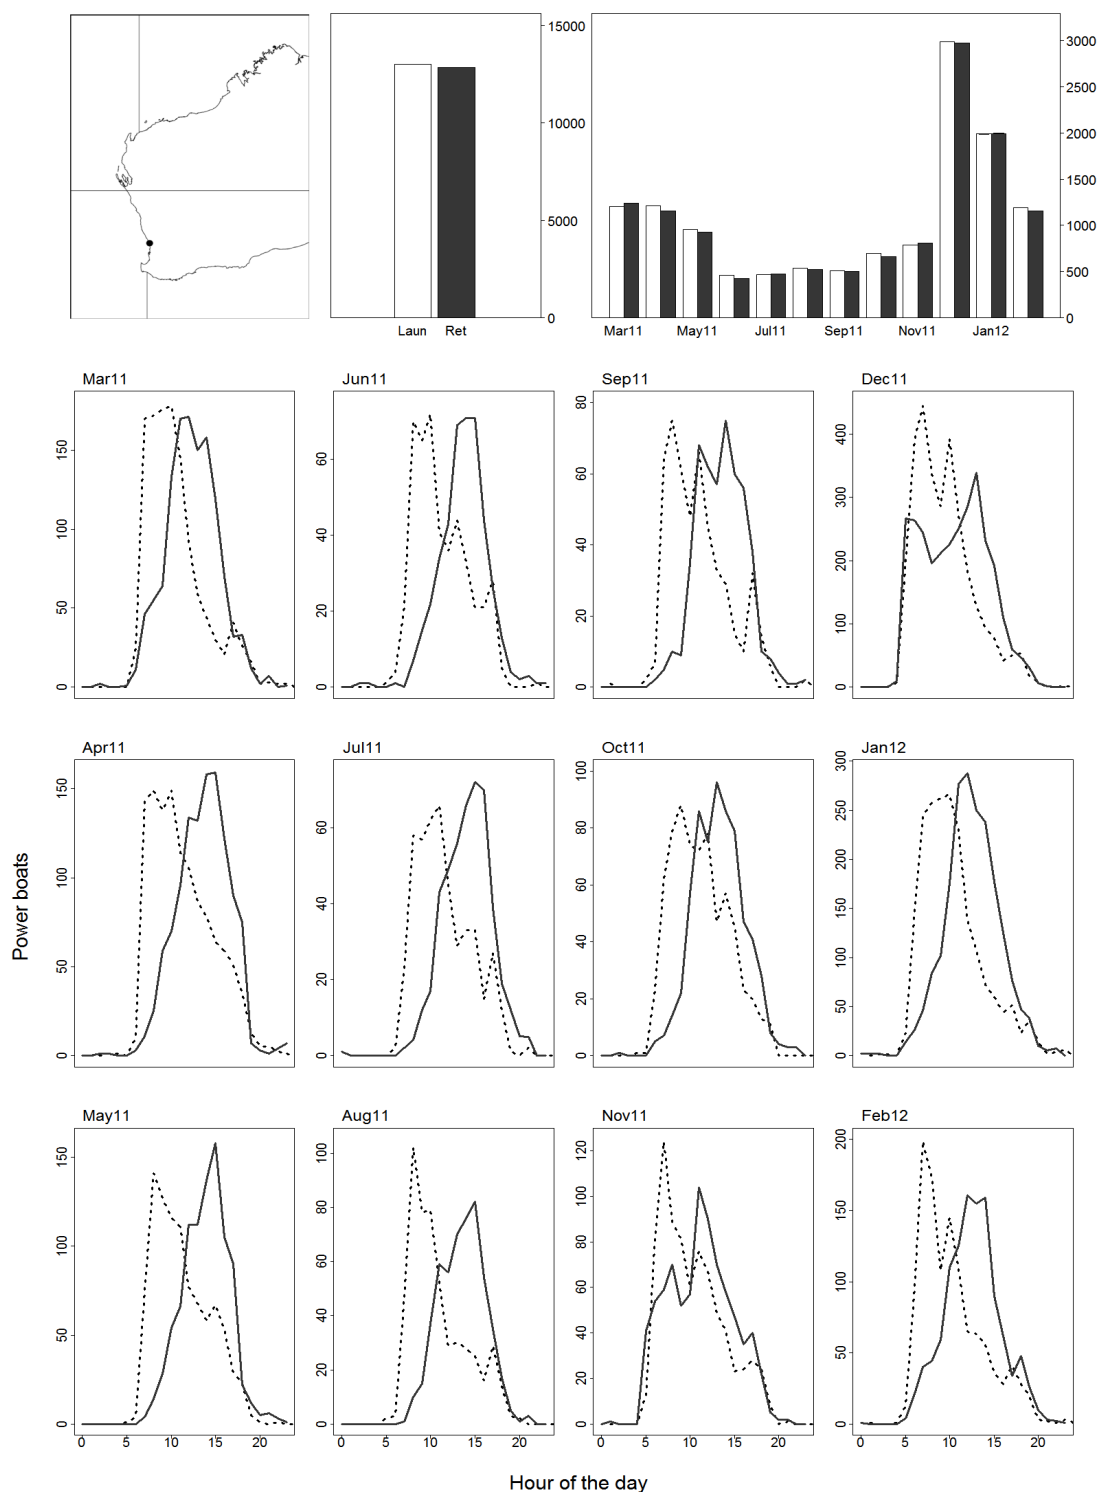 15000
10000
5000
0
Laun Ret
3000
2000
1500
1000
500
0
Mar11 May11 Jul11 Sep11 Nov11 Jan12
Mar11
0 50 100 150
Jun11
0 20 40 60
Sep11
0 20 40 60 80
Dec11
0 100 200 300 400
Apr11
0 50 100 150
Jul11
0 20 40 60
Oct11
0 20 40 60 80 100
Jan12
0 50 100 150 200 250 300
May11
0 50 100 150
0 5 10 15 20
Aug11
0 20 40 60 80 100
0 5 10 15 20
Nov11
0 20 40 60 80 100 120
0 5 10 15 20
Feb12
0 50 100 150 200
0 5 10 15 20
Power boats
Hour of the day